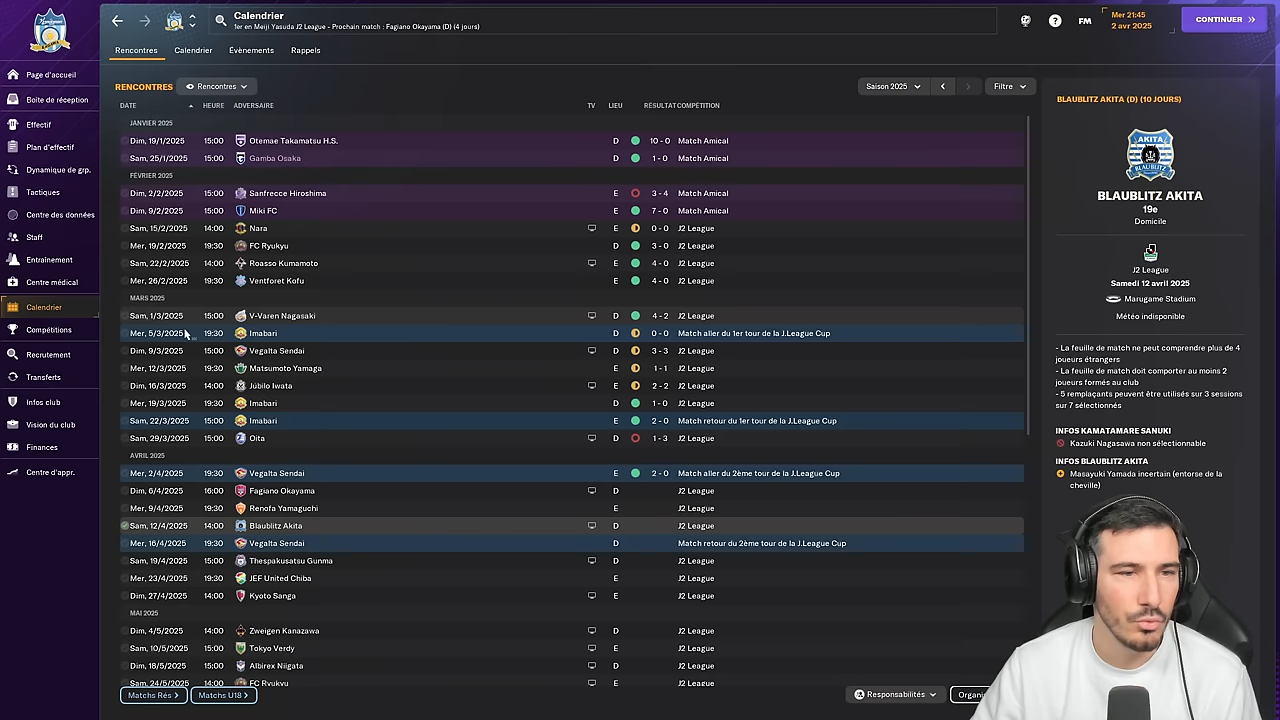 Calendrier
1er en Meiji Yasuda J2 League - Prochain match : Fagiano Okayama (D) (4 jours)
FM
Mer 21:45
2 avr 2025
CONTINUER
Rencontres
Calendrier
Évènements
Rappels
Page d'accueil
Boite de réception
Effectif
Plan d'effectif
Dynamique de grp.
Tactiques
Centre des données
Staff
Entraînement
Centre médical
Calendrier
Compétitions
Recrutement
Transferts
Infos club
Vision du club
Finances
Centre d'appr.
RENCONTRES
Rencontres
Saison 2025
Filtre
DATE HEURE ADVERSAIRE TV LIEU RÉSULTAT COMPÉTITION
JANVIER 2025
Dim, 19/1/2025 15:00 Otemae Takamatsu H.S. D 10 - 0 Match Amical
Sam, 25/1/2025 15:00 Gamba Osaka D 1 - 0 Match Amical
FÉVRIER 2025
Dim, 2/2/2025 15:00 Sanfrecce Hiroshima E 3 - 4 Match Amical
Dim, 9/2/2025 15:00 Miki FC E 7 - 0 Match Amical
Sam, 15/2/2025 14:00 Nara E 0 - 0 J2 League
Mer, 19/2/2025 19:30 FC Ryukyu D 3 - 0 J2 League
Sam, 22/2/2025 14:00 Roasso Kumamoto E 4 - 0 J2 League
Mer, 26/2/2025 19:30 Ventforet Kofu E 4 - 0 J2 League
MARS 2025
Sam, 1/3/2025 15:00 V-Varen Nagasaki D 4 - 2 J2 League
Mer, 5/3/2025 19:30 Imabari D 0 - 0 Match aller du 1er tour de la J.League Cup
Dim, 9/3/2025 15:00 Vegalta Sendai D 3 - 3 J2 League
Mer, 12/3/2025 19:30 Matsumoto Yamaga E 1 - 1 J2 League
Dim, 16/3/2025 14:00 Júbilo Iwata E 2 - 2 J2 League
Mer, 19/3/2025 19:30 Imabari D 1 - 0 J2 League
Sam, 22/3/2025 15:00 Imabari E 2 - 0 Match retour du 1er tour de la J.League Cup
Sam, 29/3/2025 15:00 Oita D 1 - 3 J2 League
AVRIL 2025
Mer, 2/4/2025 19:30 Vegalta Sendai E 2 - 0 Match aller du 2ème tour de la J.League Cup
Dim, 6/4/2025 16:00 Fagiano Okayama D J2 League
Mer, 9/4/2025 19:30 Renofa Yamaguchi E J2 League
Sam, 12/4/2025 14:00 Blaublitz Akita D J2 League
Mer, 16/4/2025 19:30 Vegalta Sendai D Match retour du 2ème tour de la J.League Cup
Sam, 19/4/2025 15:00 Thespakusatsu Gunma D J2 League
Mer, 23/4/2025 19:30 JEF United Chiba E J2 League
Dim, 27/4/2025 14:00 Kyoto Sanga E J2 League
MAI 2025
Dim, 4/5/2025 14:00 Zweigen Kanazawa D J2 League
Sam, 10/5/2025 15:00 Tokyo Verdy E J2 League
Dim, 18/5/2025 15:00 Albirex Niigata D J2 League
Sam, 24/5/2025 14:00 FC Ryukyu E J2 League
Matchs Rés
Matchs U18
Responsabilités
BLAUBLITZ AKITA (D) (10 JOURS)
AKITA
BLAUBLITZ
BLAUBLITZ AKITA
19e
Domicile
J2 League
Samedi 12 avril 2025
Marugame Stadium
Météo indisponible
- La feuille de match ne peut comprendre plus de 4
joueurs étrangers
- La feuille de match doit comporter au moins 2
joueurs formés au club
- 5 remplaçants peuvent être utilisés sur 3 sessions
sur 7 sélectionnés
INFOS KAMATAMARE SANUKI
Kazuki Nagasawa non sélectionnable
INFOS BLAUBLITZ AKITA
Masayuki Yamada incertain (entorse de la
cheville)